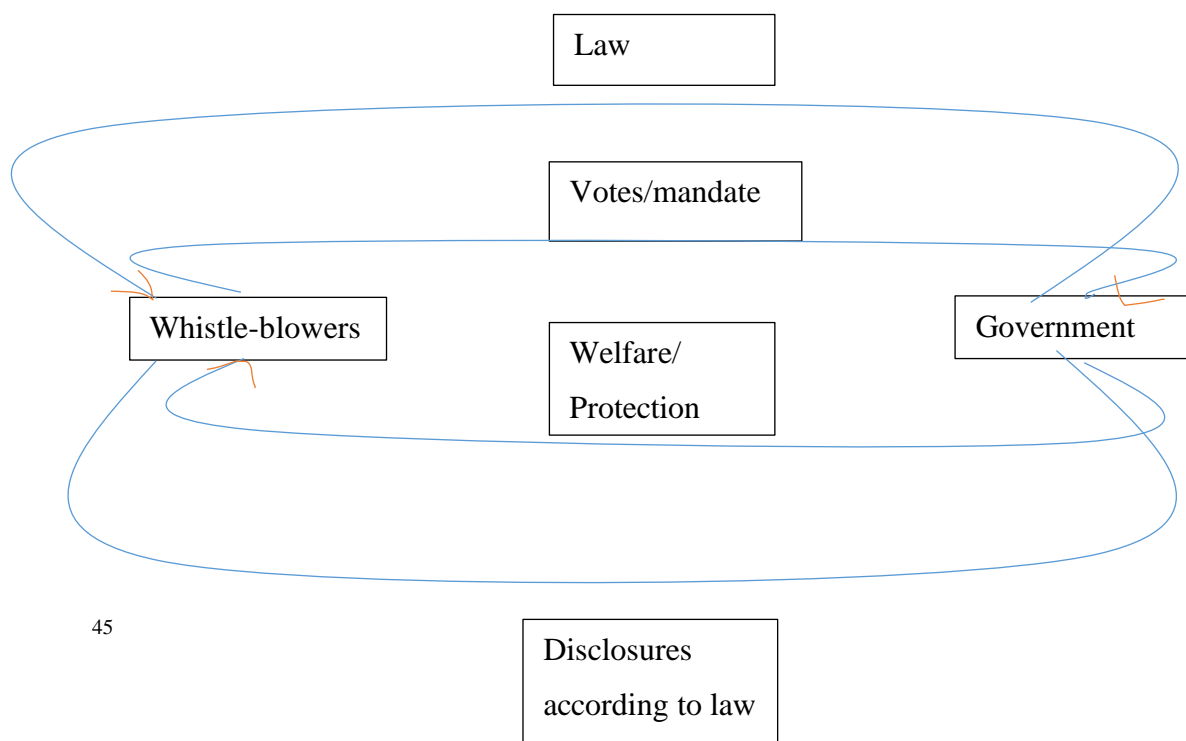 Law
Votes/mandate
Whistle-blowers
Government
Welfare/
Protection
45
Disclosures
according to law